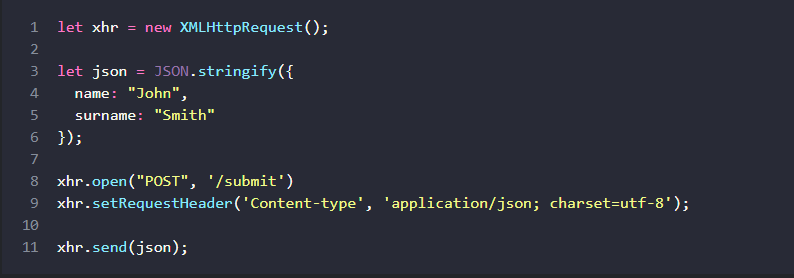 1 let xhr = new XMLHttpRequest();
2
3 let json = JSON.stringify({
4   name: "John",
5   surname: "Smith"
6 });
7
8 xhr.open("POST", '/submit')
9 xhr.setRequestHeader('Content-type', 'application/json; charset=utf-8');
10
11 xhr.send(json);